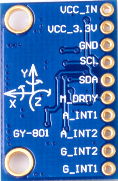 VCC_IN
VCC_3.3V
GND
SCL
SDA
M_DRDY
A_INT1
A_INT2
G_INT2
G_INT1
Y
X
Z
GY-801